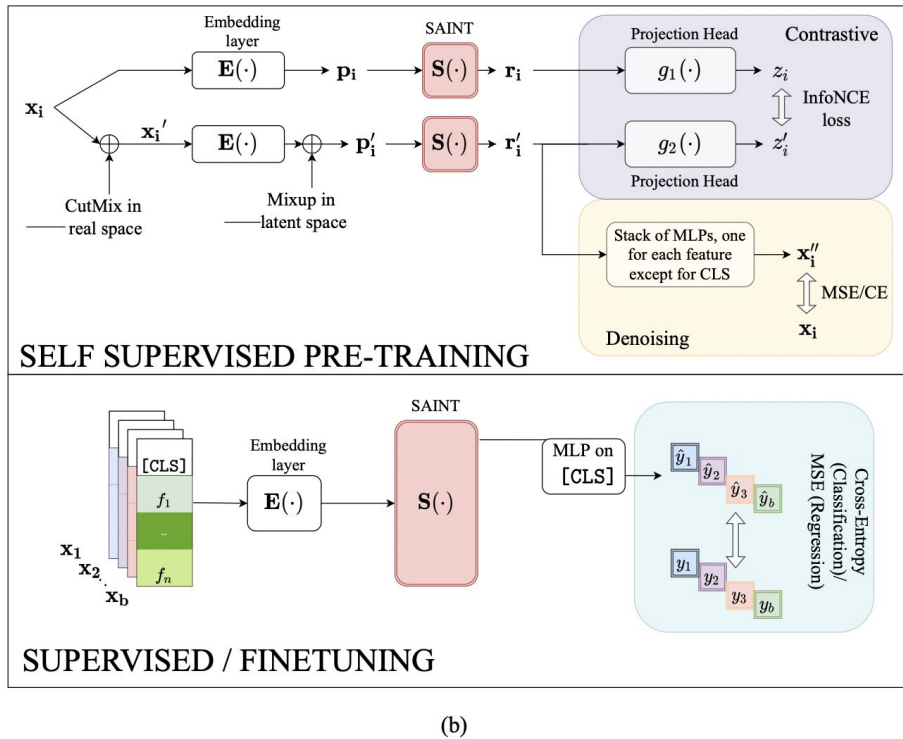 Embedding
layer
SAINT
Projection Head
Contrastive
x_i
E(·)
p_i
S(·)
r_i
g_1(·)
z_i
InfoNCE
loss
x_i'
E(·)
p_i'
S(·)
r_i'
g_2(·)
z_i'
Projection Head
CutMix in
real space
Mixup in
latent space
Stack of MLPs, one
for each feature
except for CLS
x_i''
MSE/CE
x_i
Denoising
SELF SUPERVISED PRE-TRAINING
SAINT
[CLS]
f_1
..
f_n
x_1
x_2
..
x_b
Embedding
layer
E(·)
S(·)
MLP on
[CLS]
ŷ_1
ŷ_2
ŷ_3
ŷ_b
y_1
y_2
y_3
y_b
Cross-Entropy
(Classification)/
MSE (Regression)
SUPERVISED / FINETUNING
(b)